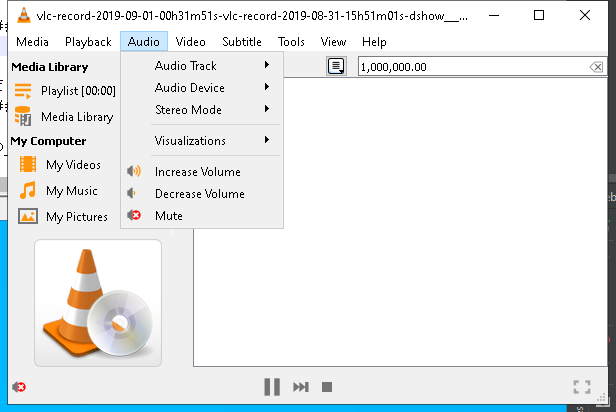 vlc-record-2019-09-01-00h31m51s-vlc-record-2019-08-31-15h51m01s-dshow__...
Media Playback Audio Video Subtitle Tools View Help
Media Library
Playlist [00:00]
Media Library
My Computer
My Videos
My Music
My Pictures
Audio Track
Audio Device
Stereo Mode
Visualizations
Increase Volume
Decrease Volume
Mute
1,000,000.00